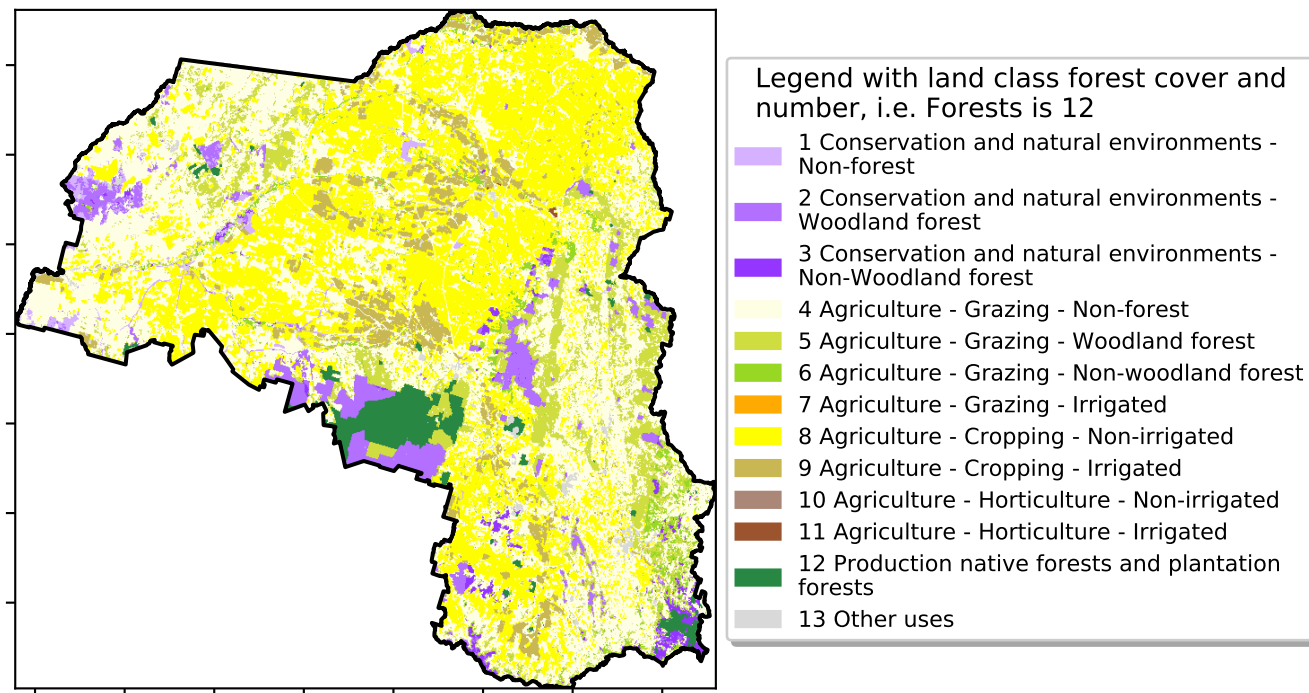 Legend with land class forest cover and
number, i.e. Forests is 12
1 Conservation and natural environments -
Non-forest
2 Conservation and natural environments -
Woodland forest
3 Conservation and natural environments -
Non-Woodland forest
4 Agriculture - Grazing - Non-forest
5 Agriculture - Grazing - Woodland forest
6 Agriculture - Grazing - Non-woodland forest
7 Agriculture - Grazing - Irrigated
8 Agriculture - Cropping - Non-irrigated
9 Agriculture - Cropping - Irrigated
10 Agriculture - Horticulture - Non-irrigated
11 Agriculture - Horticulture - Irrigated
12 Production native forests and plantation
forests
13 Other uses